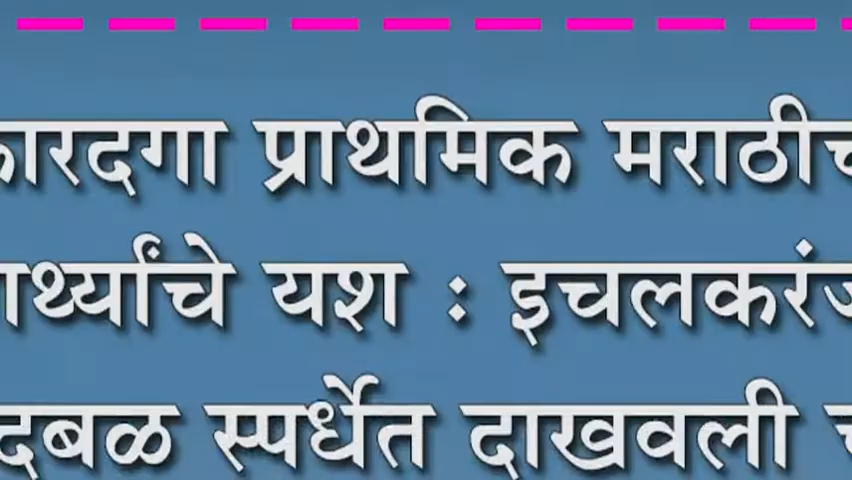 कारदगा प्राथमिक मराठीच
र्थ्यांचे यश : इचलकरंज
दबळ स्पर्धेत दाखवली च